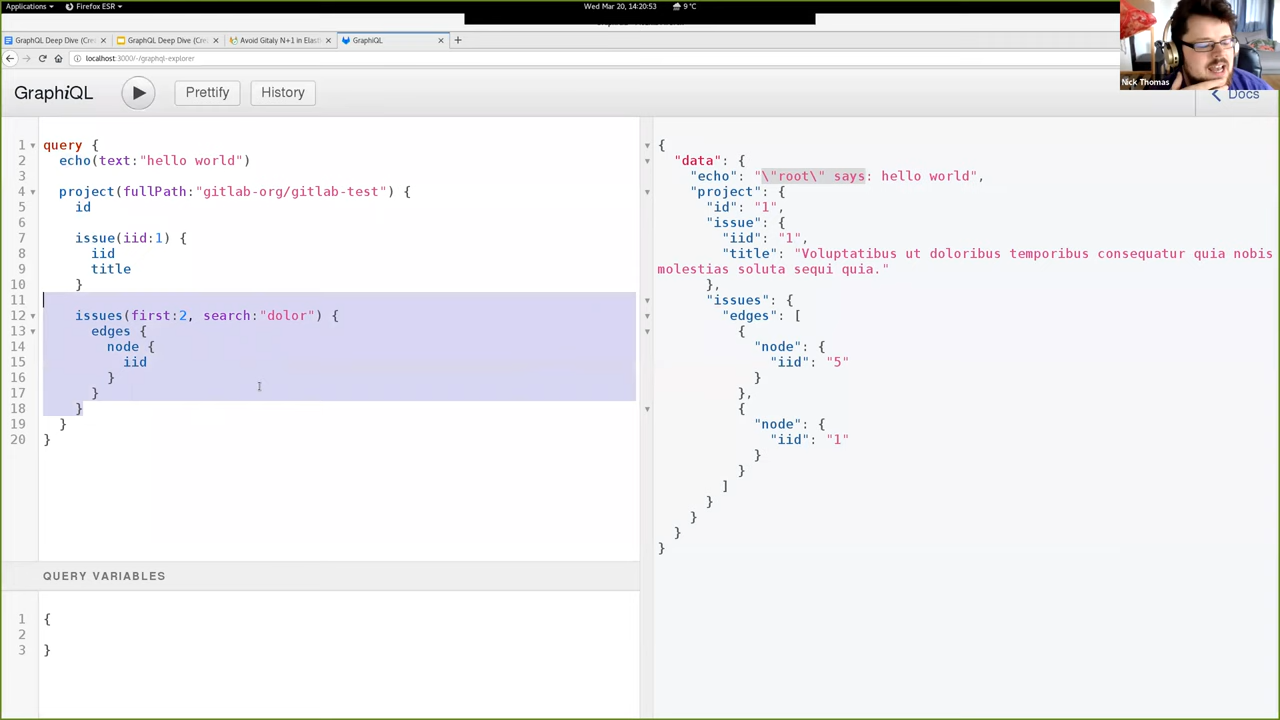 Applications
Firefox ESR
Wed Mar 20, 14:20:53
9 °C
GraphQL Deep Dive (Cre
GraphQL Deep Dive (Cre
Avoid Gitaly N+1 in Elasti
GraphiQL
localhost:3000/-/graphql-explorer
Nick Thomas
GraphiQL
Prettify
History
Docs
1 query {
2 echo(text:"hello world")
3
4 project(fullPath:"gitlab-org/gitlab-test") {
5 id
6
7 issue(iid:1) {
8 iid
9 title
10 }
11
12 issues(first:2, search:"dolor") {
13 edges {
14 node {
15 iid
16 }
17 }
18 }
19 }
20 }
QUERY VARIABLES
1 {
2
3 }
{
"data": {
"echo": "\"root\" says: hello world",
"project": {
"id": "1",
"issue": {
"iid": "1",
"title": "Voluptatibus ut doloribus temporibus consequatur quia nobis
molestias soluta sequi quia."
},
"issues": {
"edges": [
{
"node": {
"iid": "5"
}
},
{
"node": {
"iid": "1"
}
}
]
}
}
}
}